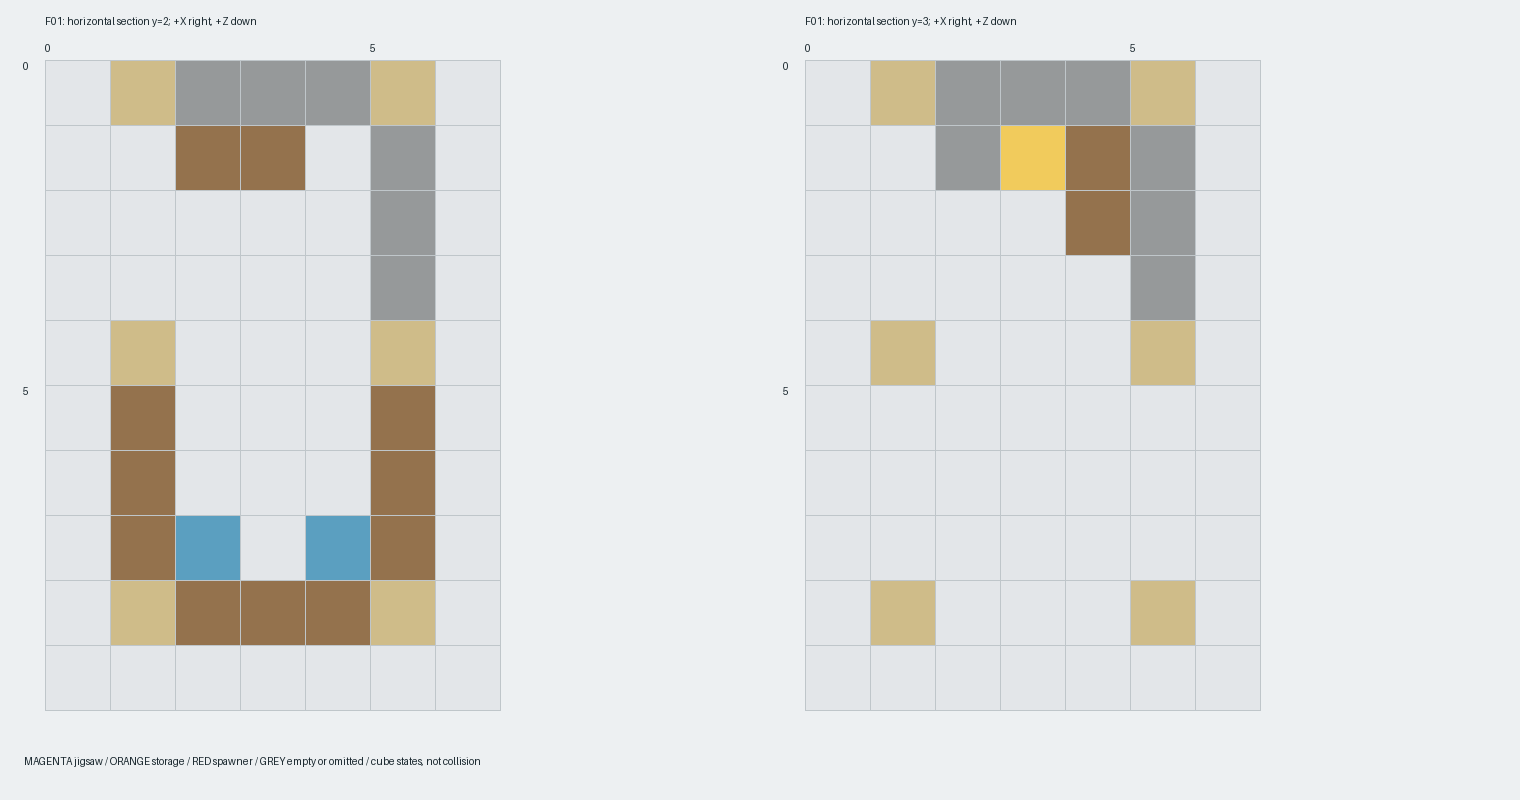 F01: horizontal section y=2; +X right, +Z down
F01: horizontal section y=3; +X right, +Z down
0 5
0 5
0
0
5
5
MAGENTA jigsaw / ORANGE storage / RED spawner / GREY empty or omitted / cube states, not collision